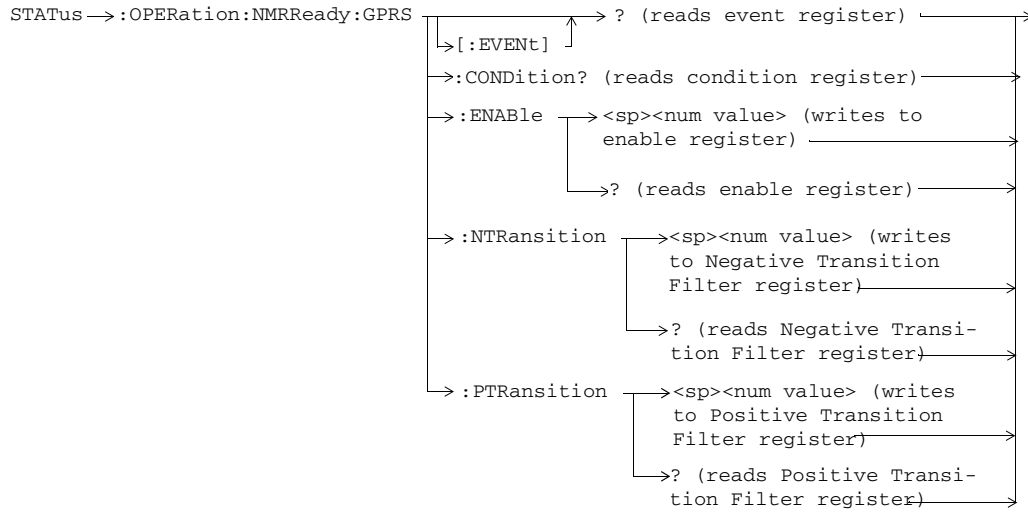 STATus :OPERation:NMRReady:GPRS ? (reads event register)
[:EVENt]
:CONDition? (reads condition register)
:ENABle <sp><num value> (writes to
enable register)
? (reads enable register)
:NTRansition <sp><num value> (writes
to Negative Transition
Filter register)
? (reads Negative Transi-
tion Filter register)
:PTRansition <sp><num value> (writes
to Positive Transition
Filter register)
? (reads Positive Transi-
tion Filter register)